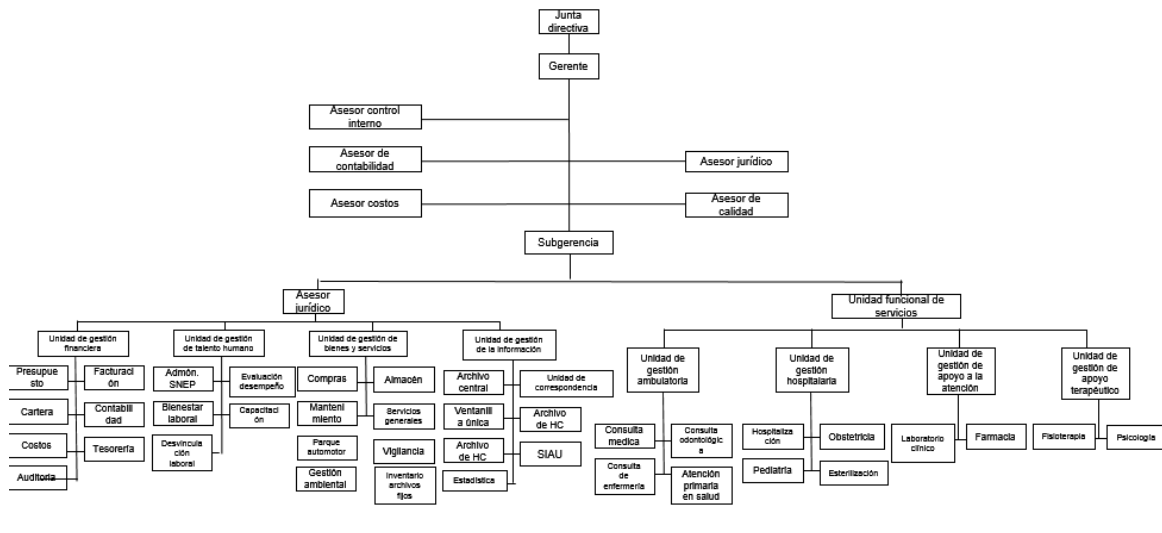 Junta
directiva
Gerente
Asesor control
interno
Asesor de
contabilidad
Asesor jurídico
Asesor costos
Asesor de
calidad
Subgerencia
Asesor
jurídico
Unidad funcional de
servicios
Unidad de gestión
financiera
Unidad de gestión
de talento humano
Unidad de gestión de
bienes y servicios
Unidad de gestión
de la información
Unidad de
gestión
ambulatoria
Unidad de
gestión
hospitalaria
Unidad de
gestión de
apoyo a la
atención
Unidad de
gestión de
apoyo
terapéutico
Presupue
sto
Facturaci
ón
Cartera
Contabili
dad
Costos
Tesorería
Auditoria
Admón.
SNEP
Evaluación
desempeño
Bienestar
laboral
Capacitaci
ón
Desvincula
ción
laboral
Compras
Almacén
Manteni
miento
Servicios
generales
Parque
automotor
Vigilancia
Gestión
ambiental
Inventario
archivos
fijos
Archivo
central
Unidad de
correspondencia
Ventanill
a única
Archivo
de HC
Archivo
de HC
SIAU
Estadística
Consulta
medica
Consulta
odontológic
a
Consulta
de
enfermería
Atención
primaria
en salud
Hospitaliza
ción
Obstetricia
Pediatría
Esterilización
Laboratorio
clínico
Farmacia
Fisioterapia
Psicología